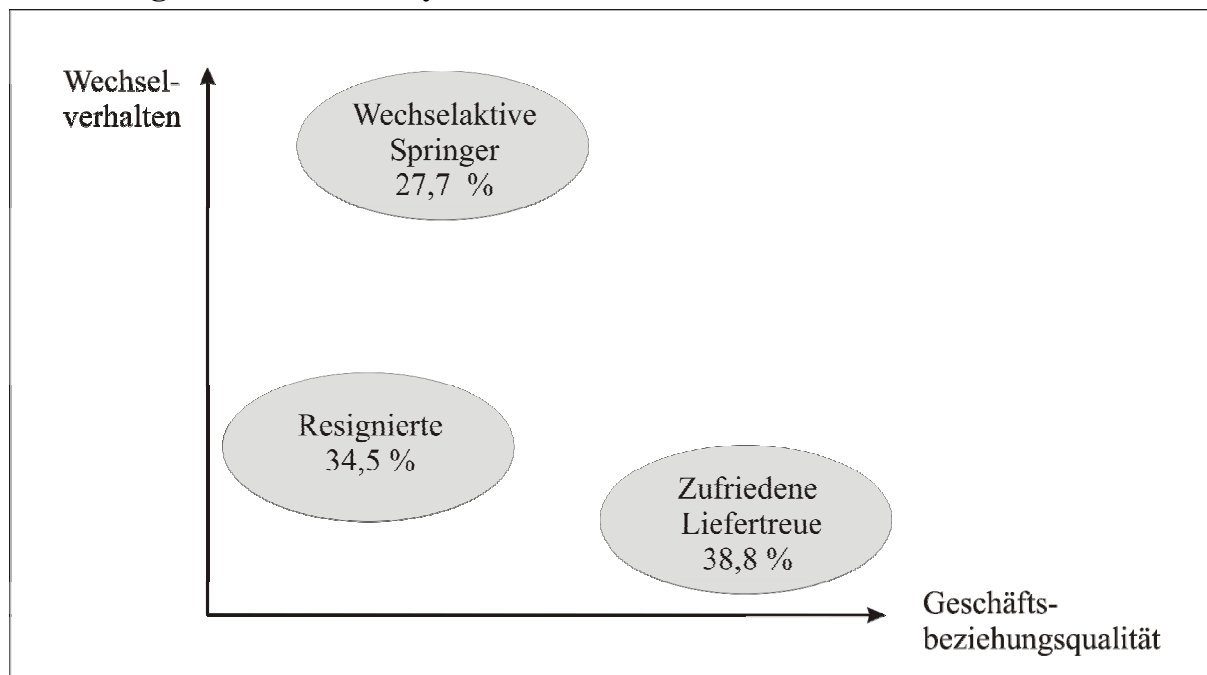 Wechsel-
verhalten
Wechselaktive
Springer
27,7 %
Resignierte
34,5 %
Zufriedene
Liefertreue
38,8 %
Geschäfts-
beziehungsqualität